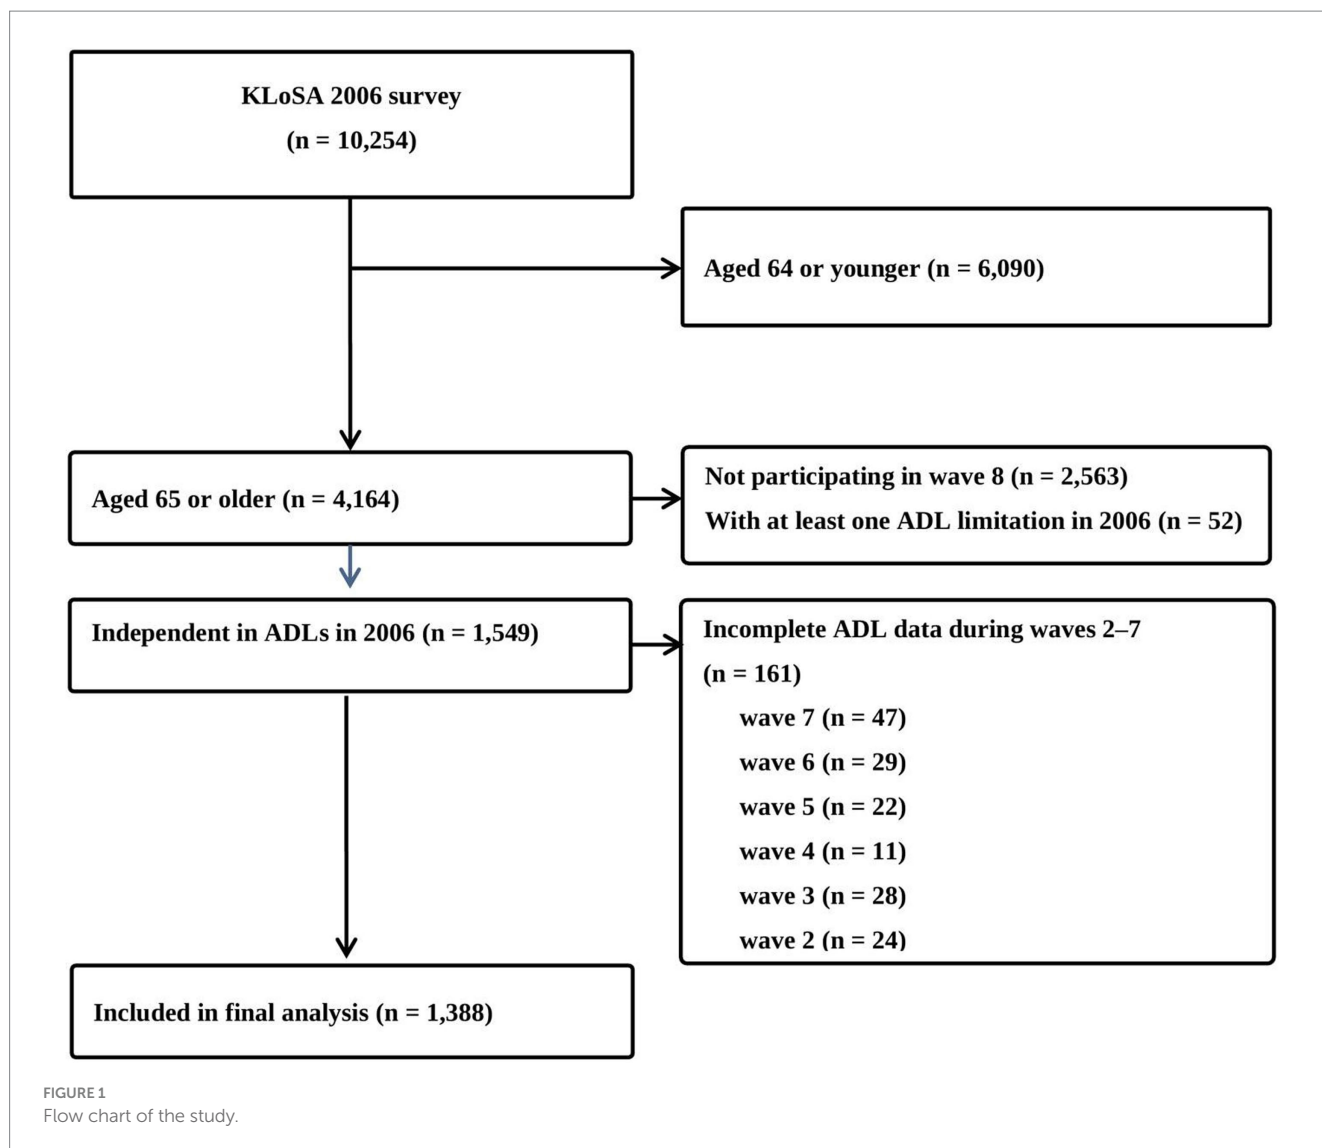 KLoSA 2006 survey
(n = 10,254)
Aged 64 or younger (n = 6,090)
Aged 65 or older (n = 4,164)
Not participating in wave 8 (n = 2,563)
With at least one ADL limitation in 2006 (n = 52)
Independent in ADLs in 2006 (n = 1,549)
Incomplete ADL data during waves 2–7
(n = 161)
wave 7 (n = 47)
wave 6 (n = 29)
wave 5 (n = 22)
wave 4 (n = 11)
wave 3 (n = 28)
wave 2 (n = 24)
Included in final analysis (n = 1,388)
FIGURE 1
Flow chart of the study.